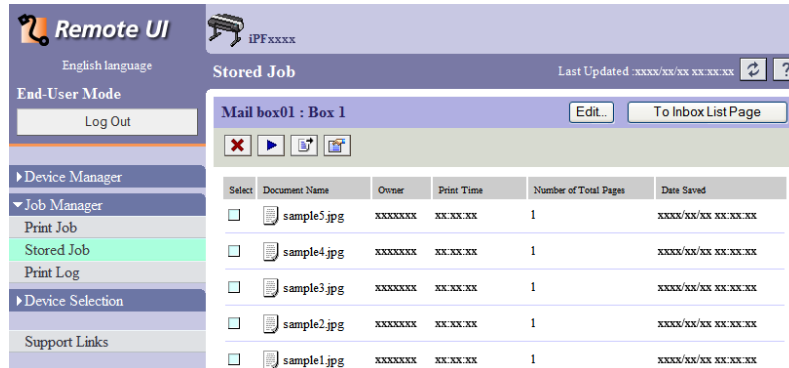 Remote UI
English language
End-User Mode
Log Out
Device Manager
Job Manager
Print Job
Stored Job
Print Log
Device Selection
Support Links
iPFxxxx
Stored Job Last Updated :xxxx/xx/xx xx:xx:xx ?
Mail box01 : Box 1 Edit... To Inbox List Page
Select Document Name Owner Print Time Number of Total Pages Date Saved
sample5.jpg xxxxxxx xx:xx:xx 1 xxxx/xx/xx xx:xx:xx
sample4.jpg xxxxxxx xx:xx:xx 1 xxxx/xx/xx xx:xx:xx
sample3.jpg xxxxxxx xx:xx:xx 1 xxxx/xx/xx xx:xx:xx
sample2.jpg xxxxxxx xx:xx:xx 1 xxxx/xx/xx xx:xx:xx
sample1.jpg xxxxxxx xx:xx:xx 1 xxxx/xx/xx xx:xx:xx